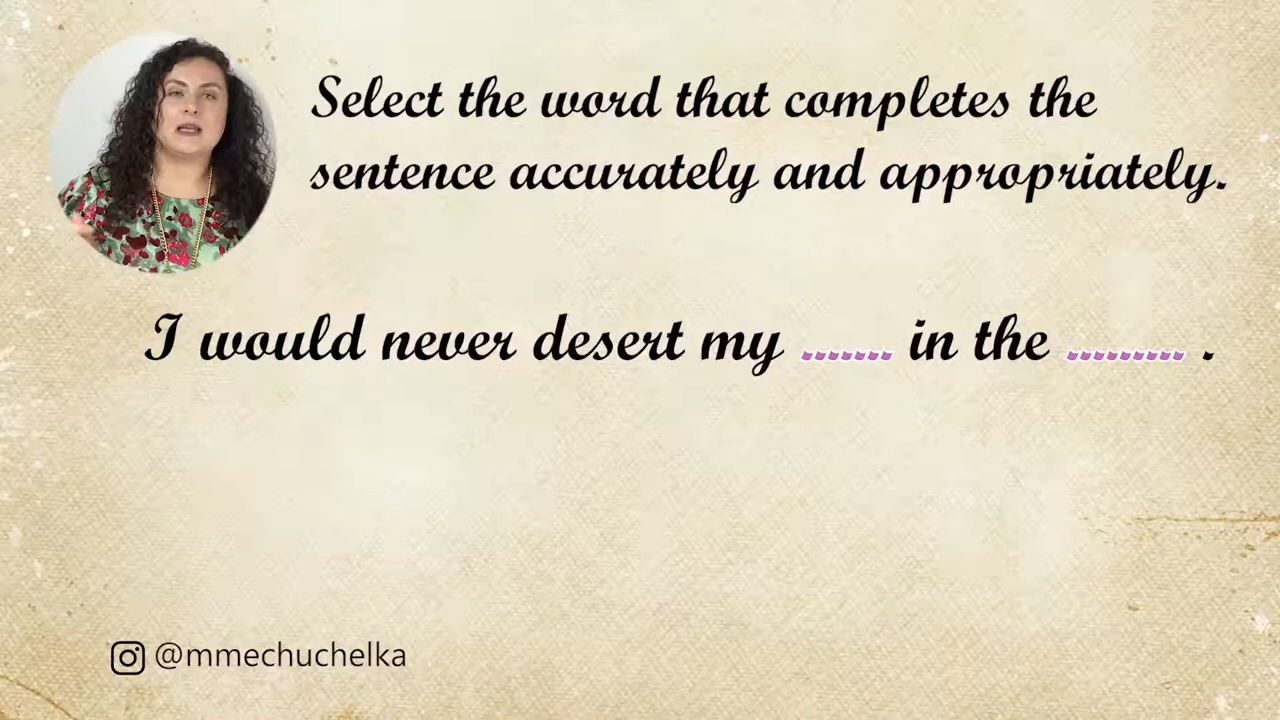 Select the word that completes the
sentence accurately and appropriately.
I would never desert my ....... in the ......... .
@mmechuchelka